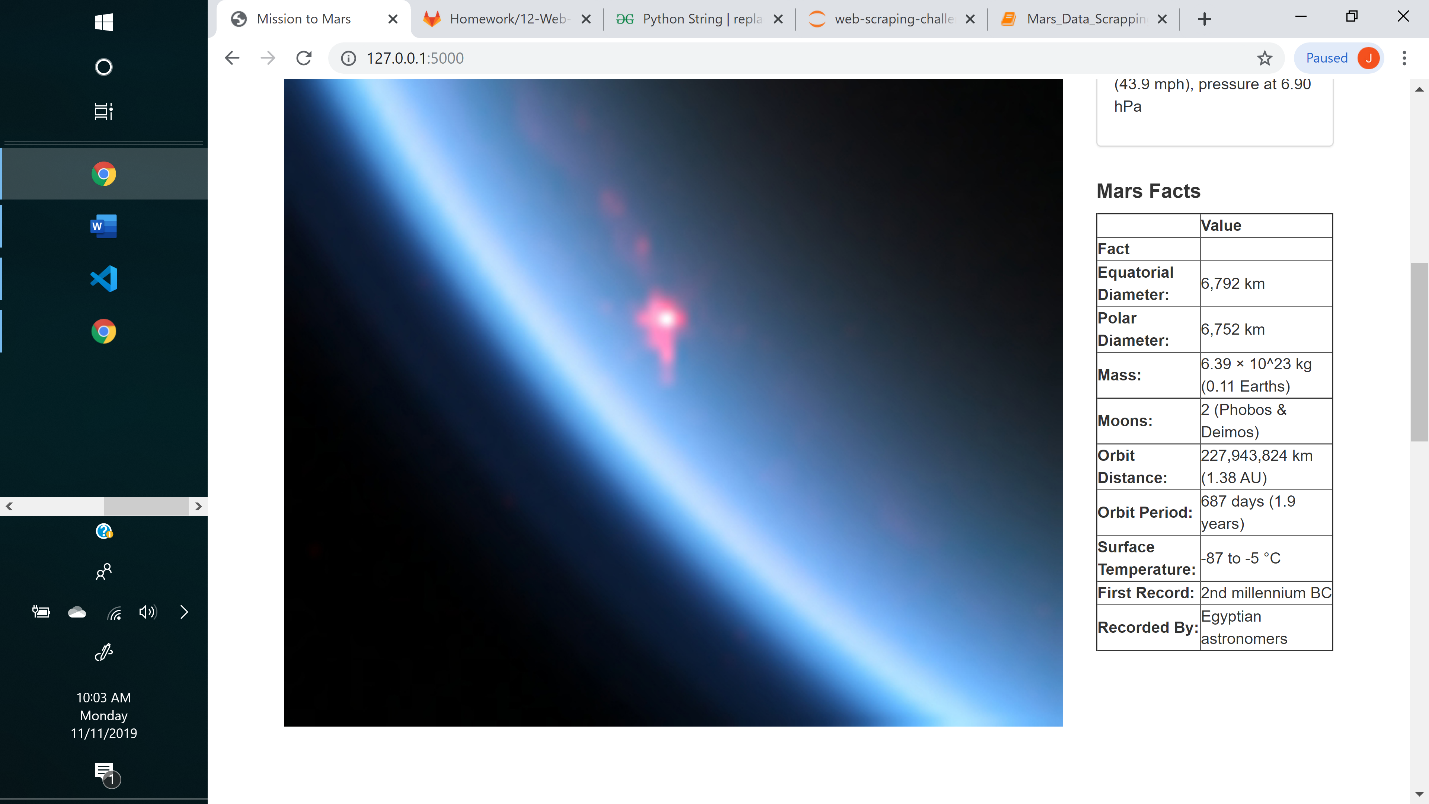 Mission to Mars
Homework/12-Web-
Python String | repla
web-scraping-challe
Mars_Data_Scrappin
127.0.0.1:5000
Paused
J
(43.9 mph), pressure at 6.90
hPa
Mars Facts
Value
Fact
Equatorial
Diameter:
6,792 km
Polar
Diameter:
6,752 km
Mass:
6.39 × 10^23 kg
(0.11 Earths)
Moons:
2 (Phobos &
Deimos)
Orbit
Distance:
227,943,824 km
(1.38 AU)
Orbit Period:
687 days (1.9
years)
Surface
Temperature:
-87 to -5 °C
First Record:
2nd millennium BC
Recorded By:
Egyptian
astronomers
W
10:03 AM
Monday
11/11/2019
1